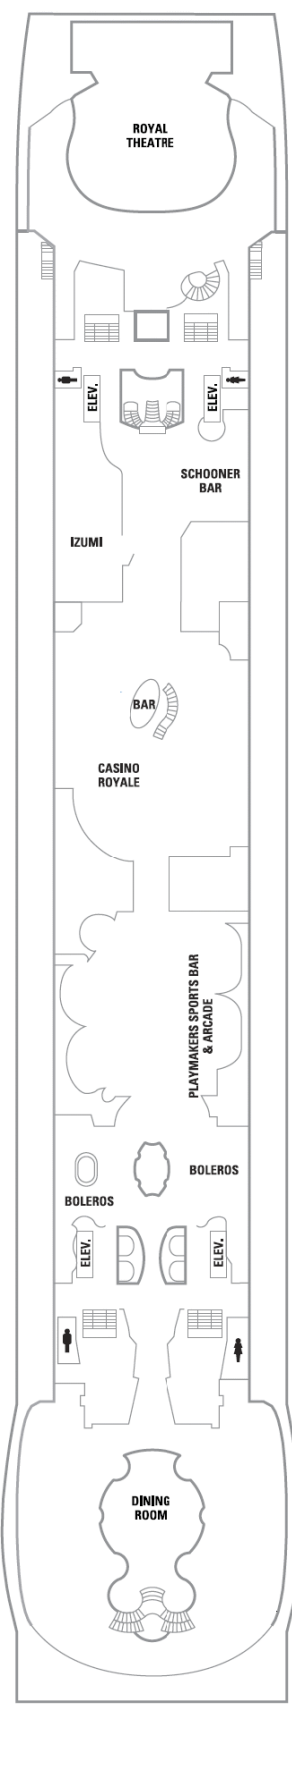 ROYAL
THEATRE
ELEV.
ELEV.
SCHOONER
BAR
IZUMI
BAR
CASINO
ROYALE
PLAYMAKERS SPORTS BAR
& ARCADE
BOLEROS
BOLEROS
ELEV.
ELEV.
DINING
ROOM